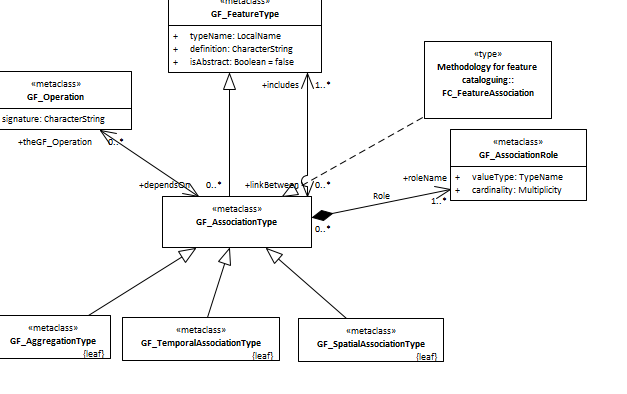 «metaclass»
GF_FeatureType
+ typeName: LocalName
+ definition: CharacterString
+ isAbstract: Boolean = false
«type»
Methodology for feature
cataloguing::
FC_FeatureAssociation
«metaclass»
GF_Operation
signature: CharacterString
+includes 1..*
+theGF_Operation 0..*
«metaclass»
GF_AssociationRole
+ valueType: TypeName
+ cardinality: Multiplicity
+roleName
1..*
Role
+dependsOn 0..*
+linkBetween 0..*
«metaclass»
GF_AssociationType
0..*
«metaclass»
GF_AggregationType
{leaf}
«metaclass»
GF_TemporalAssociationType
{leaf}
«metaclass»
GF_SpatialAssociationType
{leaf}